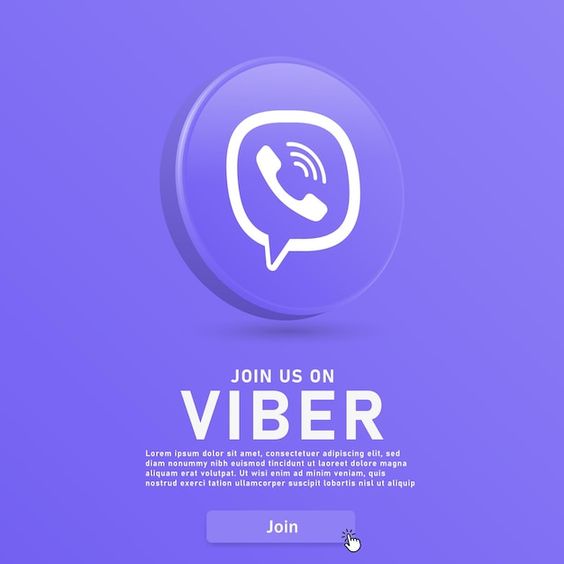 JOIN US ON
VIBER
Lorem ipsum dolor sit amet, consectetuer adipiscing elit, sed
diam nonummy nibh euismod tincidunt ut laoreet dolore magna
aliquam erat volutpat. Ut wisi enim ad minim veniam, quis
nostrud exerci tation ullamcorper suscipit lobortis nisl ut aliquip
Join